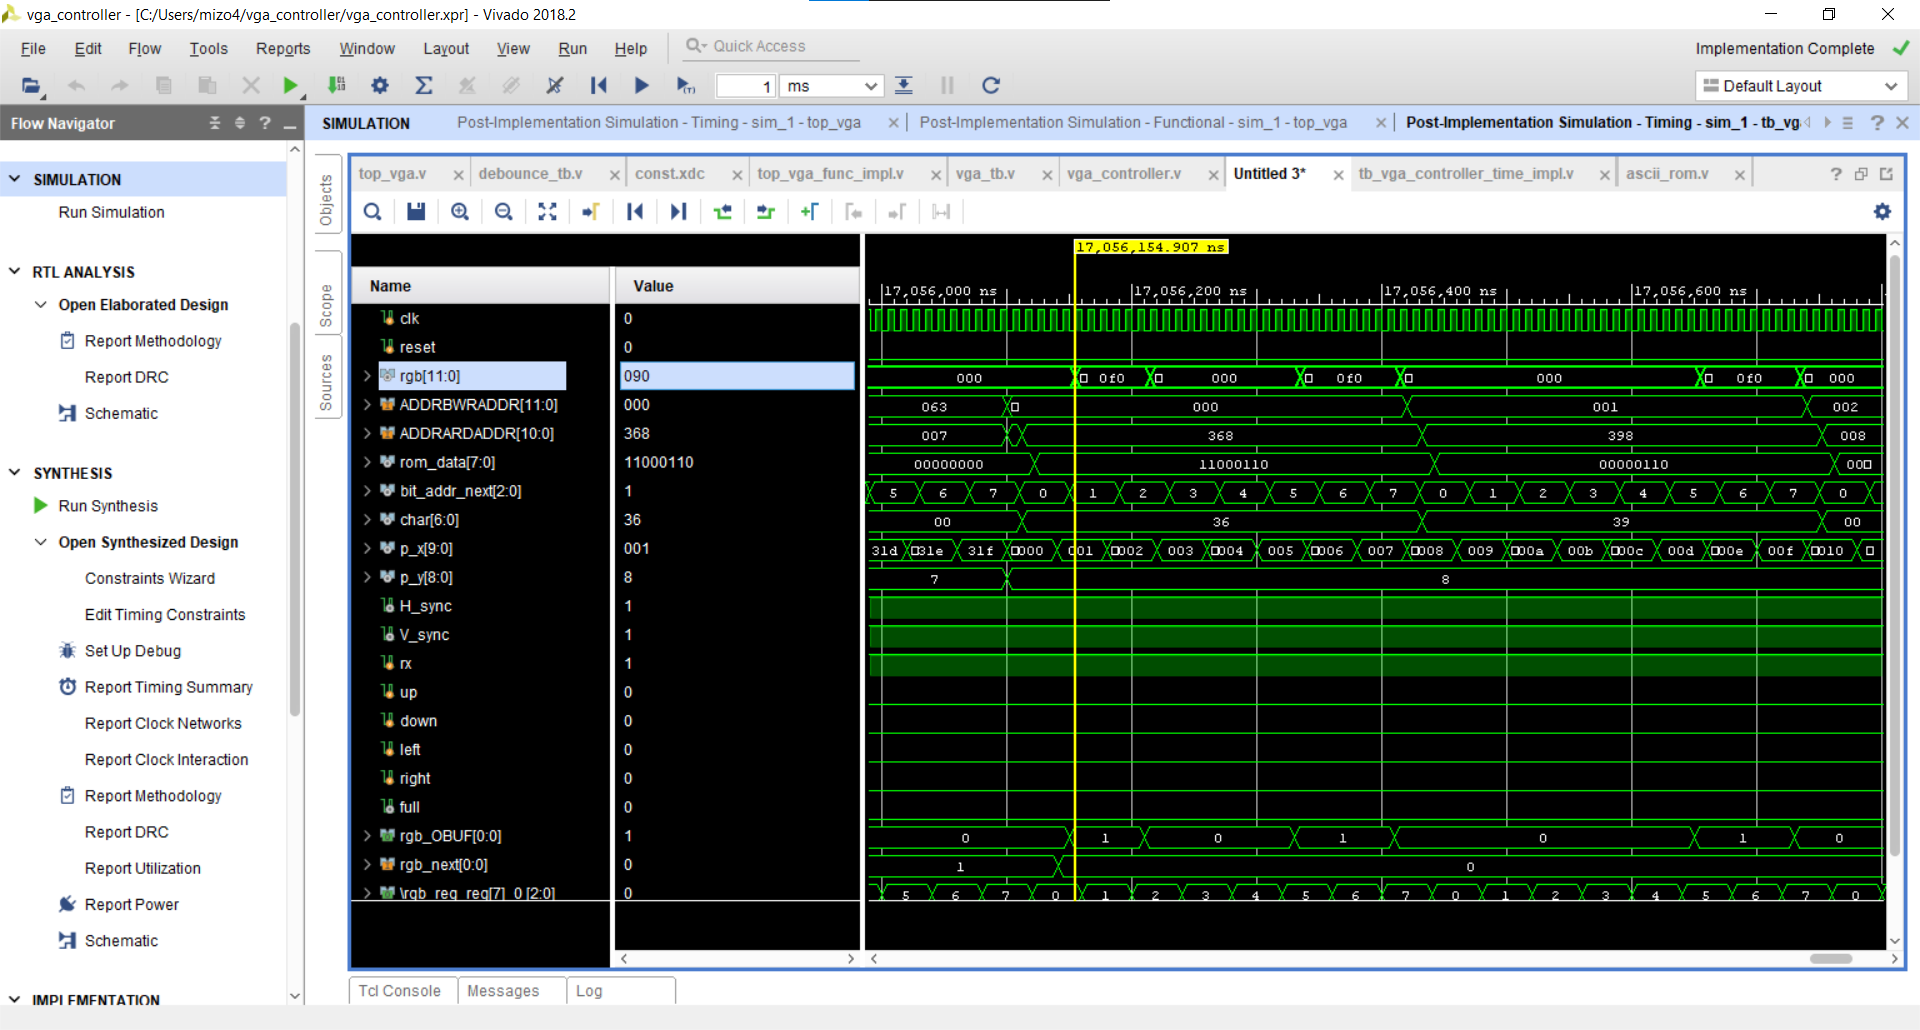 vga_controller - [C:/Users/mizo4/vga_controller/vga_controller.xpr] - Vivado 2018.2
File Edit Flow Tools Reports Window Layout View Run Help Quick Access
Implementation Complete
1 ms
Default Layout
Flow Navigator
SIMULATION
Run Simulation
RTL ANALYSIS
Open Elaborated Design
Report Methodology
Report DRC
Schematic
SYNTHESIS
Run Synthesis
Open Synthesized Design
Constraints Wizard
Edit Timing Constraints
Set Up Debug
Report Timing Summary
Report Clock Networks
Report Clock Interaction
Report Methodology
Report DRC
Report Utilization
Report Power
Schematic
IMPLEMENTATION
SIMULATION
Post-Implementation Simulation - Timing - sim_1 - top_vga
Post-Implementation Simulation - Functional - sim_1 - top_vga
Post-Implementation Simulation - Timing - sim_1 - tb_vg
Objects
Scope
Sources
top_vga.v debounce_tb.v const.xdc top_vga_func_impl.v vga_tb.v vga_controller.v Untitled 3* tb_vga_controller_time_impl.v ascii_rom.v
17,056,154.907 ns
Name Value
17,056,000 ns 17,056,200 ns 17,056,400 ns 17,056,600 ns
clk 0
reset 0
rgb[11:0] 090 000 0f0 000 0f0 000 0f0 000
ADDRBWRADDR[11:0] 000 063 000 001 002
ADDRARDADDR[10:0] 368 007 368 398 008
rom_data[7:0] 11000110 00000000 11000110 00000110 00
bit_addr_next[2:0] 1 5 6 7 0 1 2 3 4 5 6 7 0 1 2 3 4 5 6 7 0
char[6:0] 36 00 36 39 00
p_x[9:0] 001 31d 31e 31f 000 001 002 003 004 005 006 007 008 009 00a 00b 00c 00d 00e 00f 010
p_y[8:0] 8 7 8
H_sync 1
V_sync 1
rx 1
up 0
down 0
left 0
right 0
full 0
rgb_OBUF[0:0] 1 0 1 0 1 0 1 0
rgb_next[0:0] 0 1 0
\rgb_reg_reg[7]_0 [2:0] 0 5 6 7 0 1 2 3 4 5 6 7 0 1 2 3 4 5 6 7 0
Tcl Console Messages Log